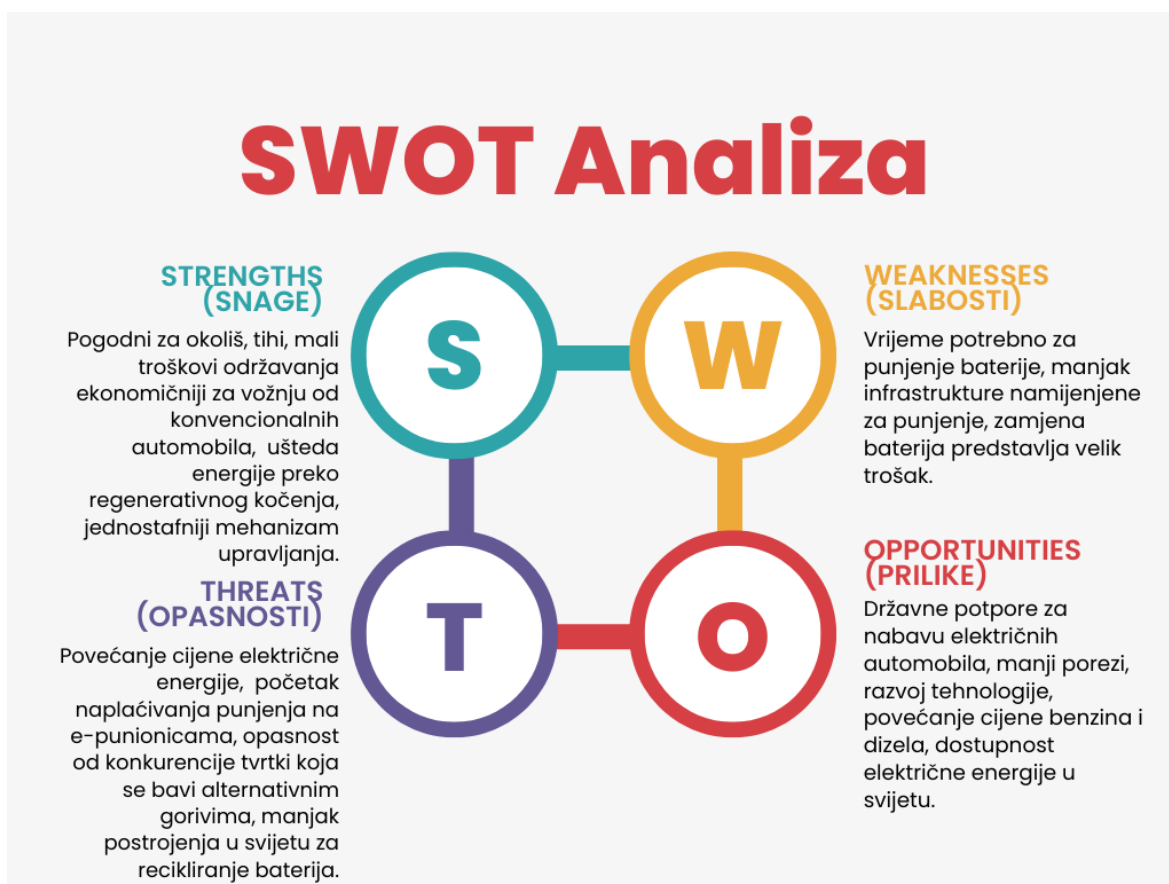 SWOT Analiza
STRENGTHS
(SNAGE)
Pogodni za okoliš, tihi, mali
troškovi održavanja
ekonomičniji za vožnju od
konvencionalnih
automobila, ušteda
energije preko
regenerativnog kočenja,
jednostafniji mehanizam
upravljanja.
S
W
WEAKNESSES
(SLABOSTI)
Vrijeme potrebno za
punjenje baterije, manjak
infrastrukture namijenjene
za punjenje, zamjena
baterija predstavlja velik
trošak.
THREATS
(OPASNOSTI)
Povećanje cijene električne
energije, početak
naplaćivanja punjenja na
e-punionicama, opasnost
od konkurencije tvrtki koja
se bavi alternativnim
gorivima, manjak
postrojenja u svijetu za
recikliranje baterija.
T
O
OPPORTUNITIES
(PRILIKE)
Državne potpore za
nabavu električnih
automobila, manji porezi,
razvoj tehnologije,
povećanje cijene benzina i
dizela, dostupnost
električne energije u
svijetu.